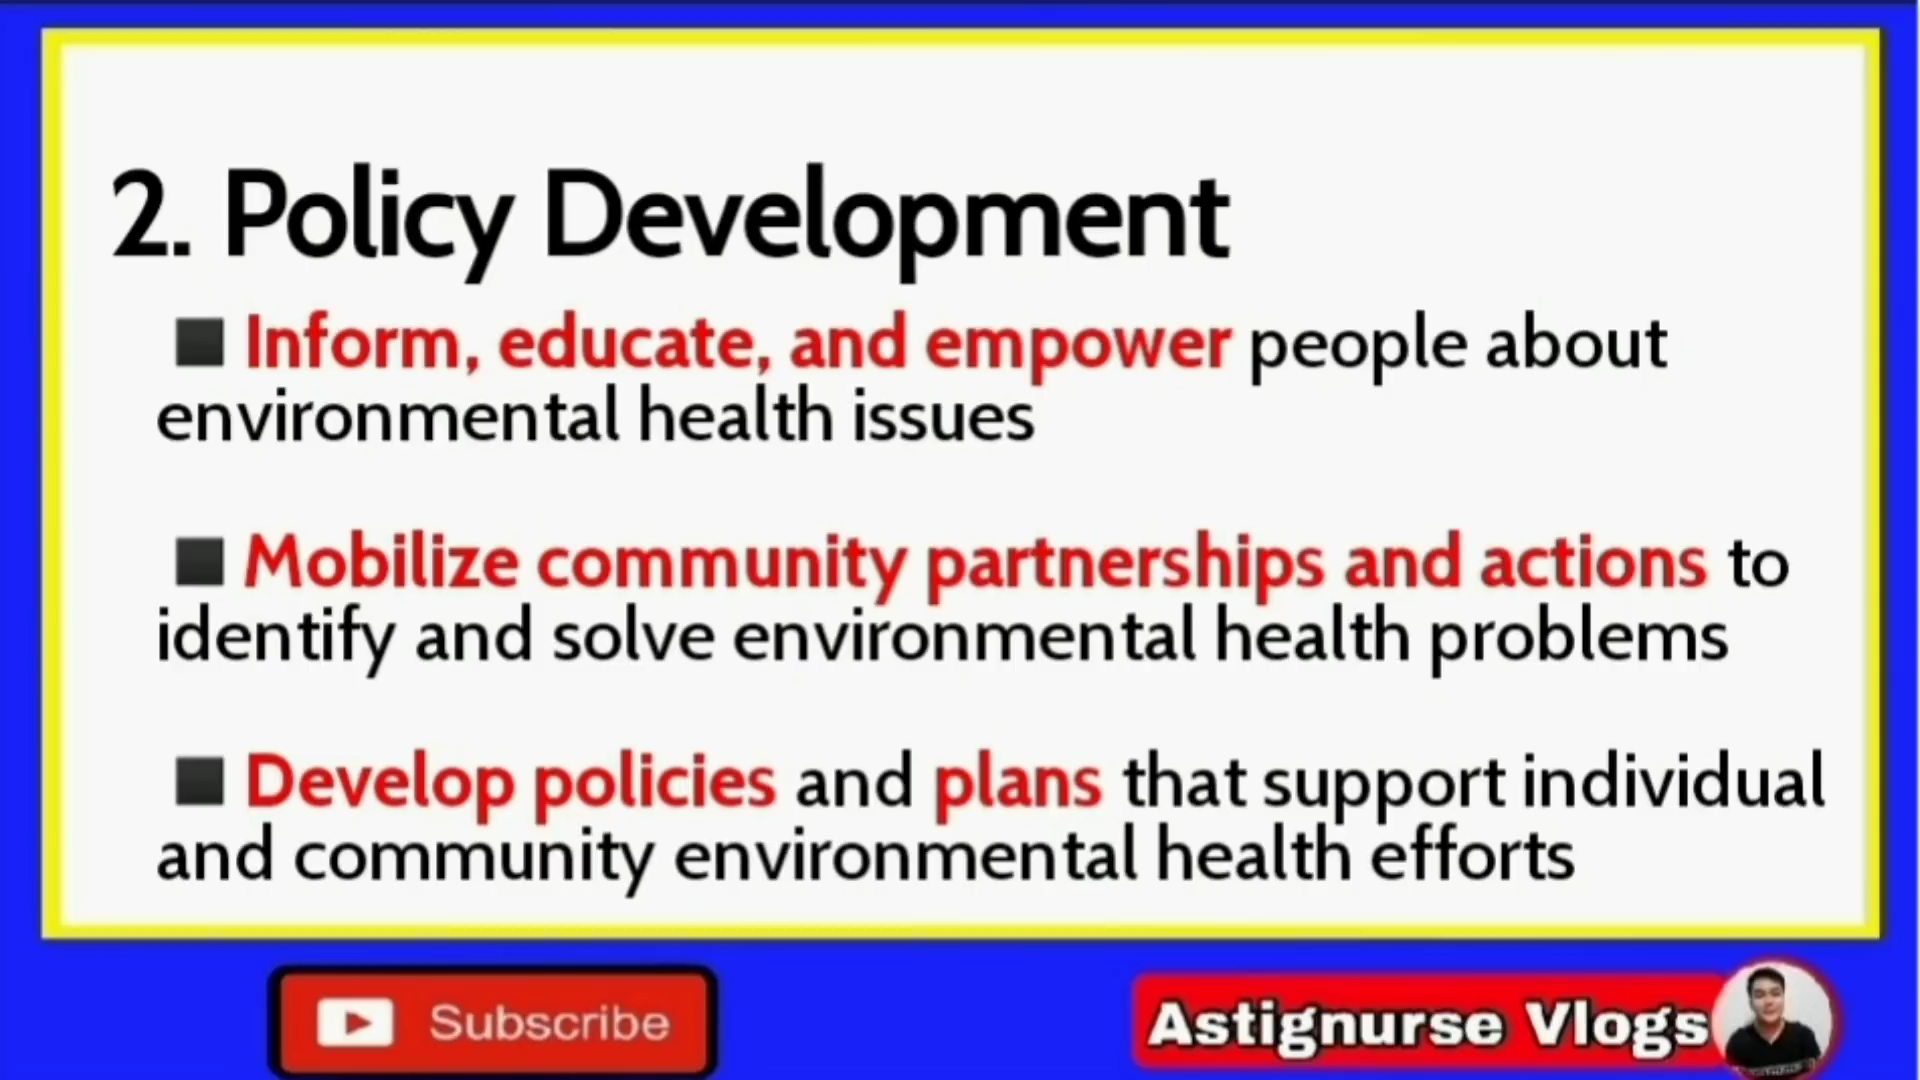 2. Policy Development
■ Inform, educate, and empower people about
environmental health issues
■ Mobilize community partnerships and actions to
identify and solve environmental health problems
■ Develop policies and plans that support individual
and community environmental health efforts
Subscribe
Astignurse Vlogs